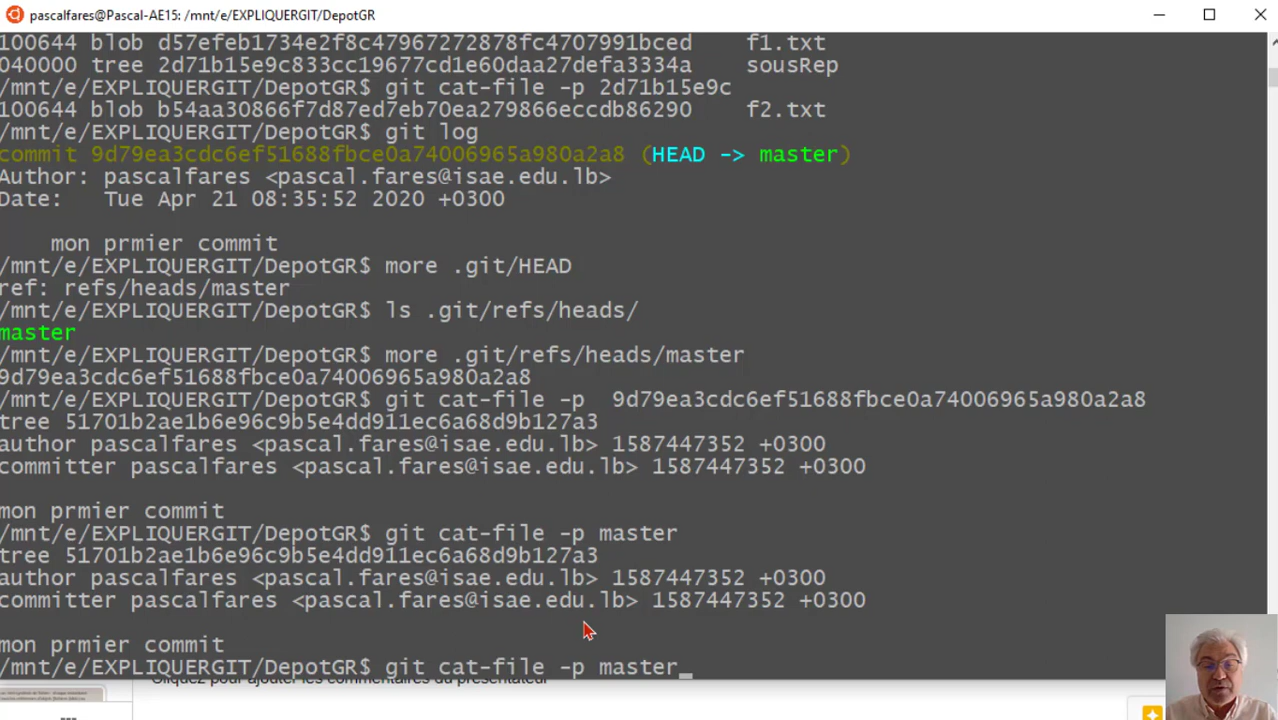 pascalfares@Pascal-AE15: /mnt/e/EXPLIQUERGIT/DepotGR
100644 blob d57efeb1734e2f8c47967272878fc4707991bced f1.txt
040000 tree 2d71b15e9c833cc19677cd1e60daa27defa3334a sousRep
/mnt/e/EXPLIQUERGIT/DepotGR$ git cat-file -p 2d71b15e9c
100644 blob b54aa30866f7d87ed7eb70ea279866eccdb86290 f2.txt
/mnt/e/EXPLIQUERGIT/DepotGR$ git log
commit 9d79ea3cdc6ef51688fbce0a74006965a980a2a8 (HEAD -> master)
Author: pascalfares <pascal.fares@isae.edu.lb>
Date: Tue Apr 21 08:35:52 2020 +0300
mon prmier commit
/mnt/e/EXPLIQUERGIT/DepotGR$ more .git/HEAD
ref: refs/heads/master
/mnt/e/EXPLIQUERGIT/DepotGR$ ls .git/refs/heads/
master
/mnt/e/EXPLIQUERGIT/DepotGR$ more .git/refs/heads/master
9d79ea3cdc6ef51688fbce0a74006965a980a2a8
/mnt/e/EXPLIQUERGIT/DepotGR$ git cat-file -p 9d79ea3cdc6ef51688fbce0a74006965a980a2a8
tree 51701b2ae1b6e96c9b5e4dd911ec6a68d9b127a3
author pascalfares <pascal.fares@isae.edu.lb> 1587447352 +0300
committer pascalfares <pascal.fares@isae.edu.lb> 1587447352 +0300
mon prmier commit
/mnt/e/EXPLIQUERGIT/DepotGR$ git cat-file -p master
tree 51701b2ae1b6e96c9b5e4dd911ec6a68d9b127a3
author pascalfares <pascal.fares@isae.edu.lb> 1587447352 +0300
committer pascalfares <pascal.fares@isae.edu.lb> 1587447352 +0300
mon prmier commit
/mnt/e/EXPLIQUERGIT/DepotGR$ git cat-file -p master
Cliquez pour ajouter les commentaires du présentateur